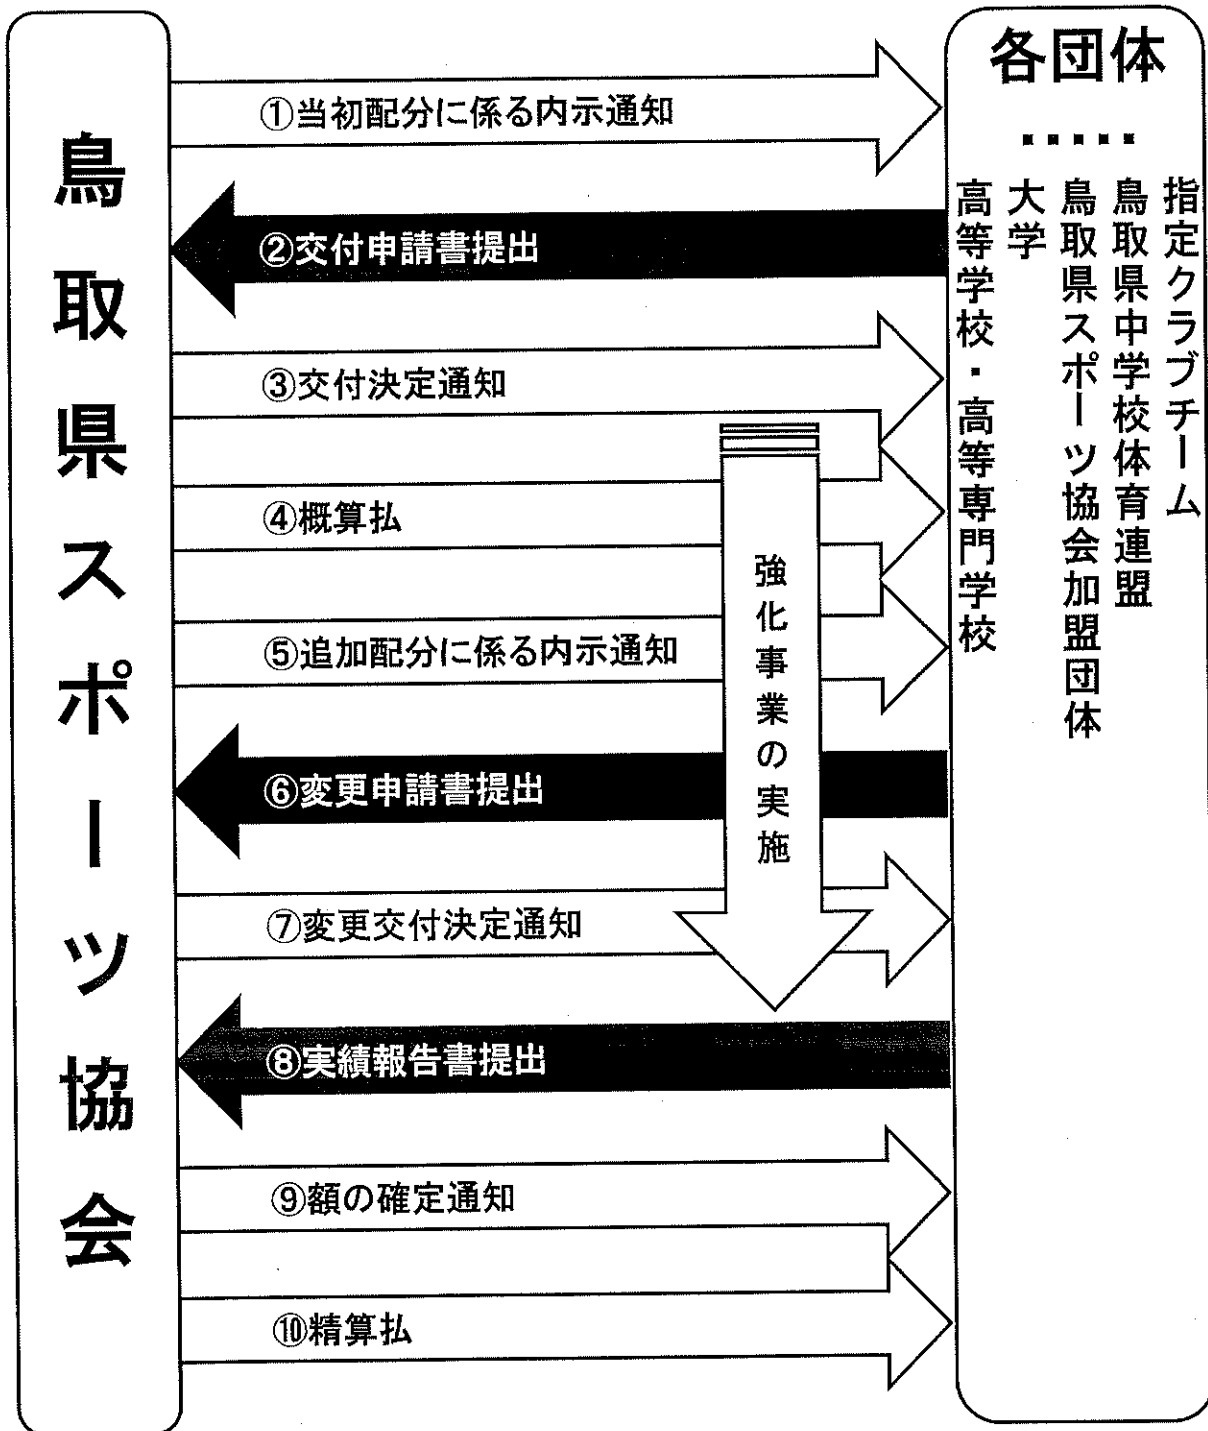 鳥取県スポーツ協会
①当初配分に係る内示通知
②交付申請書提出
③交付決定通知
④概算払
⑤追加配分に係る内示通知
⑥変更申請書提出
⑦変更交付決定通知
⑧実績報告書提出
⑨額の確定通知
⑩精算払
強化事業の実施
各団体
・・・・・
指定クラブチーム
鳥取県中学校体育連盟
鳥取県スポーツ協会加盟団体
大学
高等学校・高等専門学校